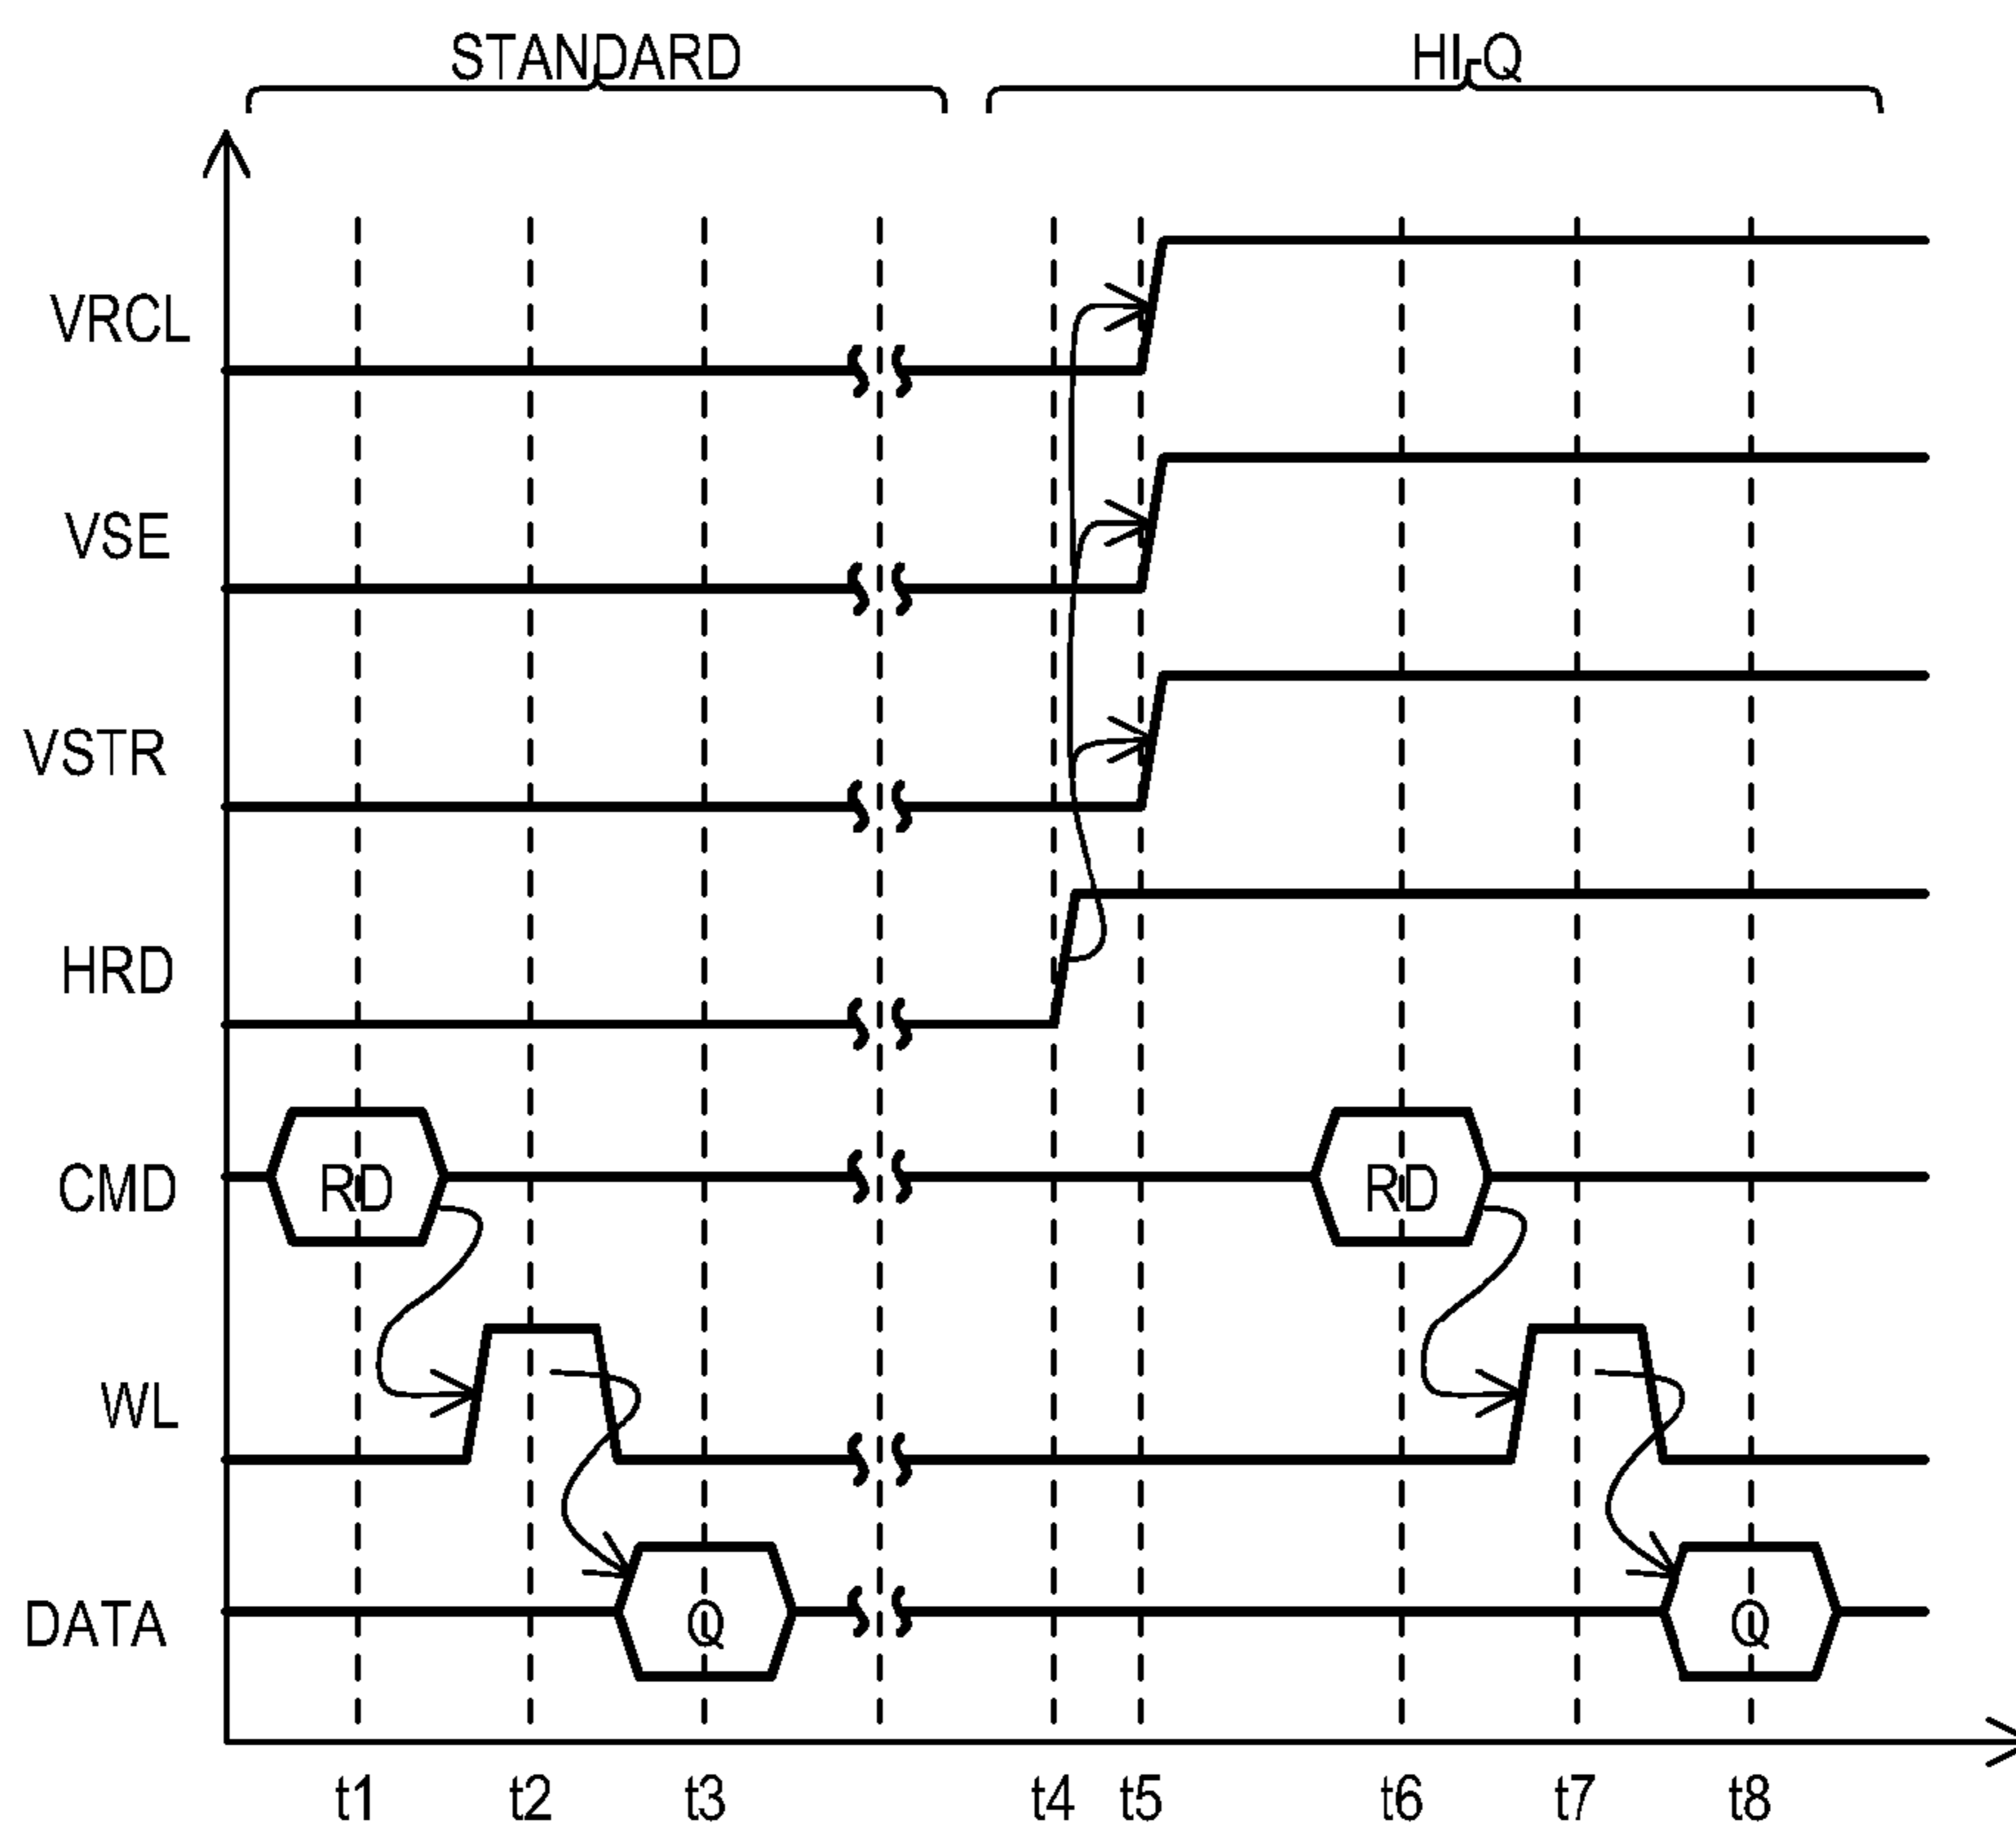 STANDARD HI-Q
VRCL
VSE
VSTR
HRD
CMD RD RD
WL
DATA Q Q
t1 t2 t3 t4 t5 t6 t7 t8